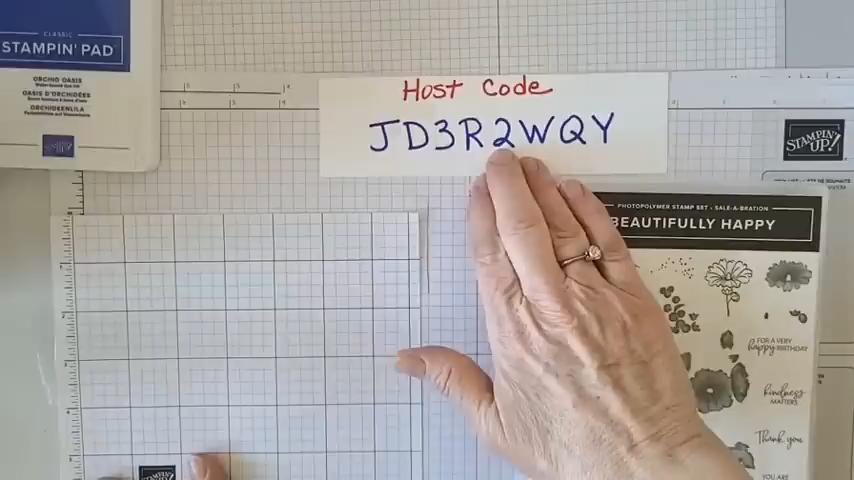 CLASSIC
STAMPIN' PAD
ORCHID OASIS
OASIS D'ORCHIDÉES
ORCHIDEENLILA
Host Code
JD3R2WQY
STAMPIN' UP!
PHOTOPOLYMER STAMP SET • SALE-A-BRATION
BEAUTIFULLY HAPPY
FOR A VERY
happy BIRTHDAY
kindness
MATTERS
Thank you
YOU ARE
STAMPIN'